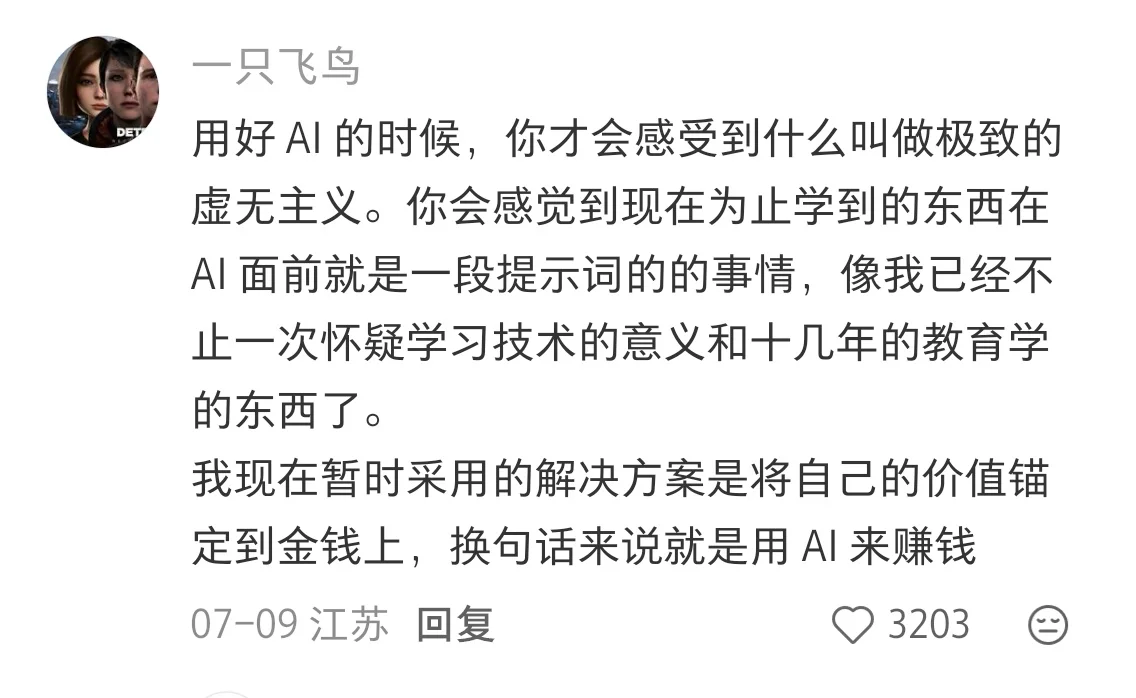 一只飞鸟
用好 AI 的时候，你才会感受到什么叫做极致的
虚无主义。你会感觉到现在为止学到的东西在
AI 面前就是一段提示词的的事情，像我已经不
止一次怀疑学习技术的意义和十几年的教育学
的东西了。
我现在暂时采用的解决方案是将自己的价值锚
定到金钱上，换句话来说就是用 AI 来赚钱
07-09 江苏 回复 3203